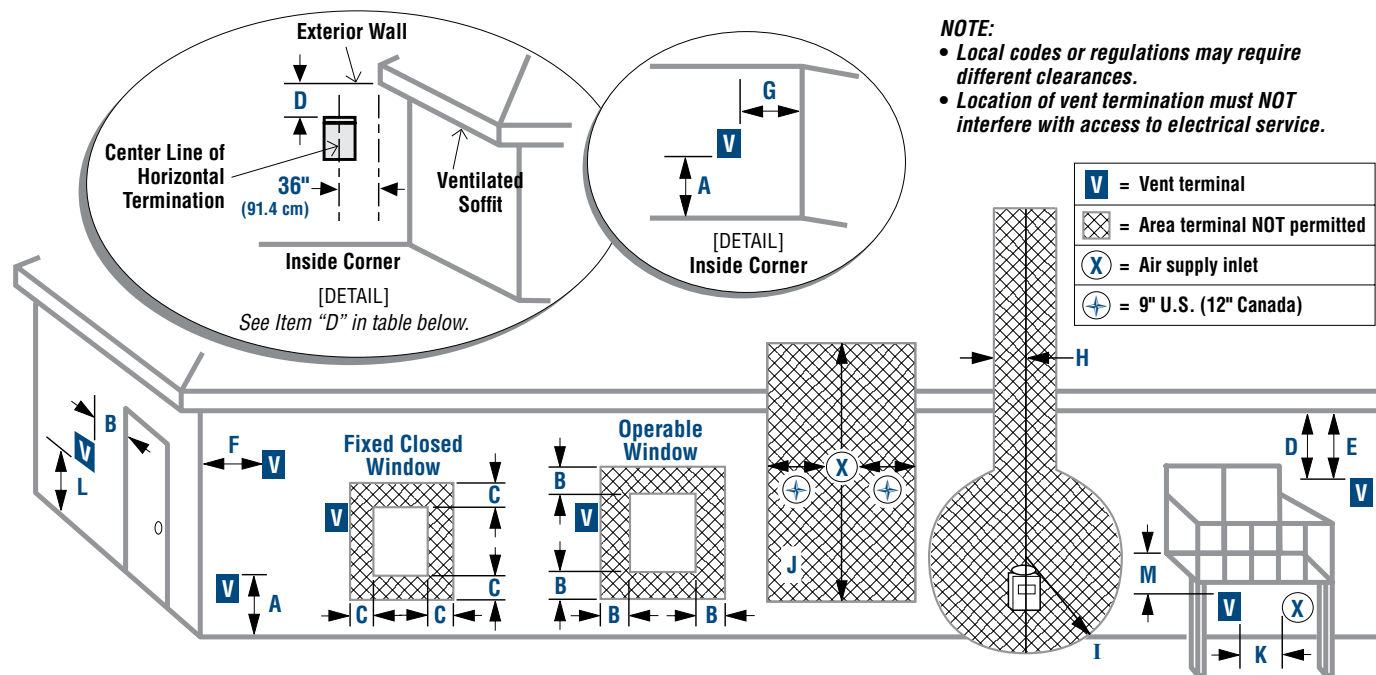 Exterior Wall
D
Center Line of
Horizontal
Termination
36"
(91.4 cm)
Ventilated
Soffit
Inside Corner
[DETAIL]
See Item “D” in table below.
G
V
A
[DETAIL]
Inside Corner
NOTE:
• Local codes or regulations may require
different clearances.
• Location of vent termination must NOT
interfere with access to electrical service.
V = Vent terminal
= Area terminal NOT permitted
X = Air supply inlet
= 9" U.S. (12" Canada)
B
V
L
F
V
V
A
Fixed Closed
Window
V
C
C
C
C
Operable
Window
B
V
B
B
B
X
J
H
I
D
E
V
M
V
X
K